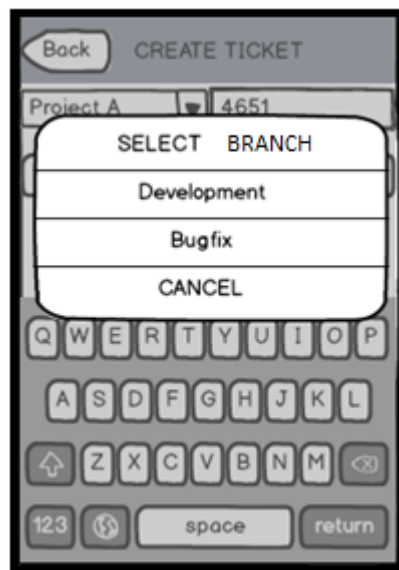 Back CREATE TICKET
Project A 4651
SELECT BRANCH
Development
Bugfix
CANCEL
Q W E R T Y U I O P
A S D F G H J K L
Z X C V B N M
123 space return